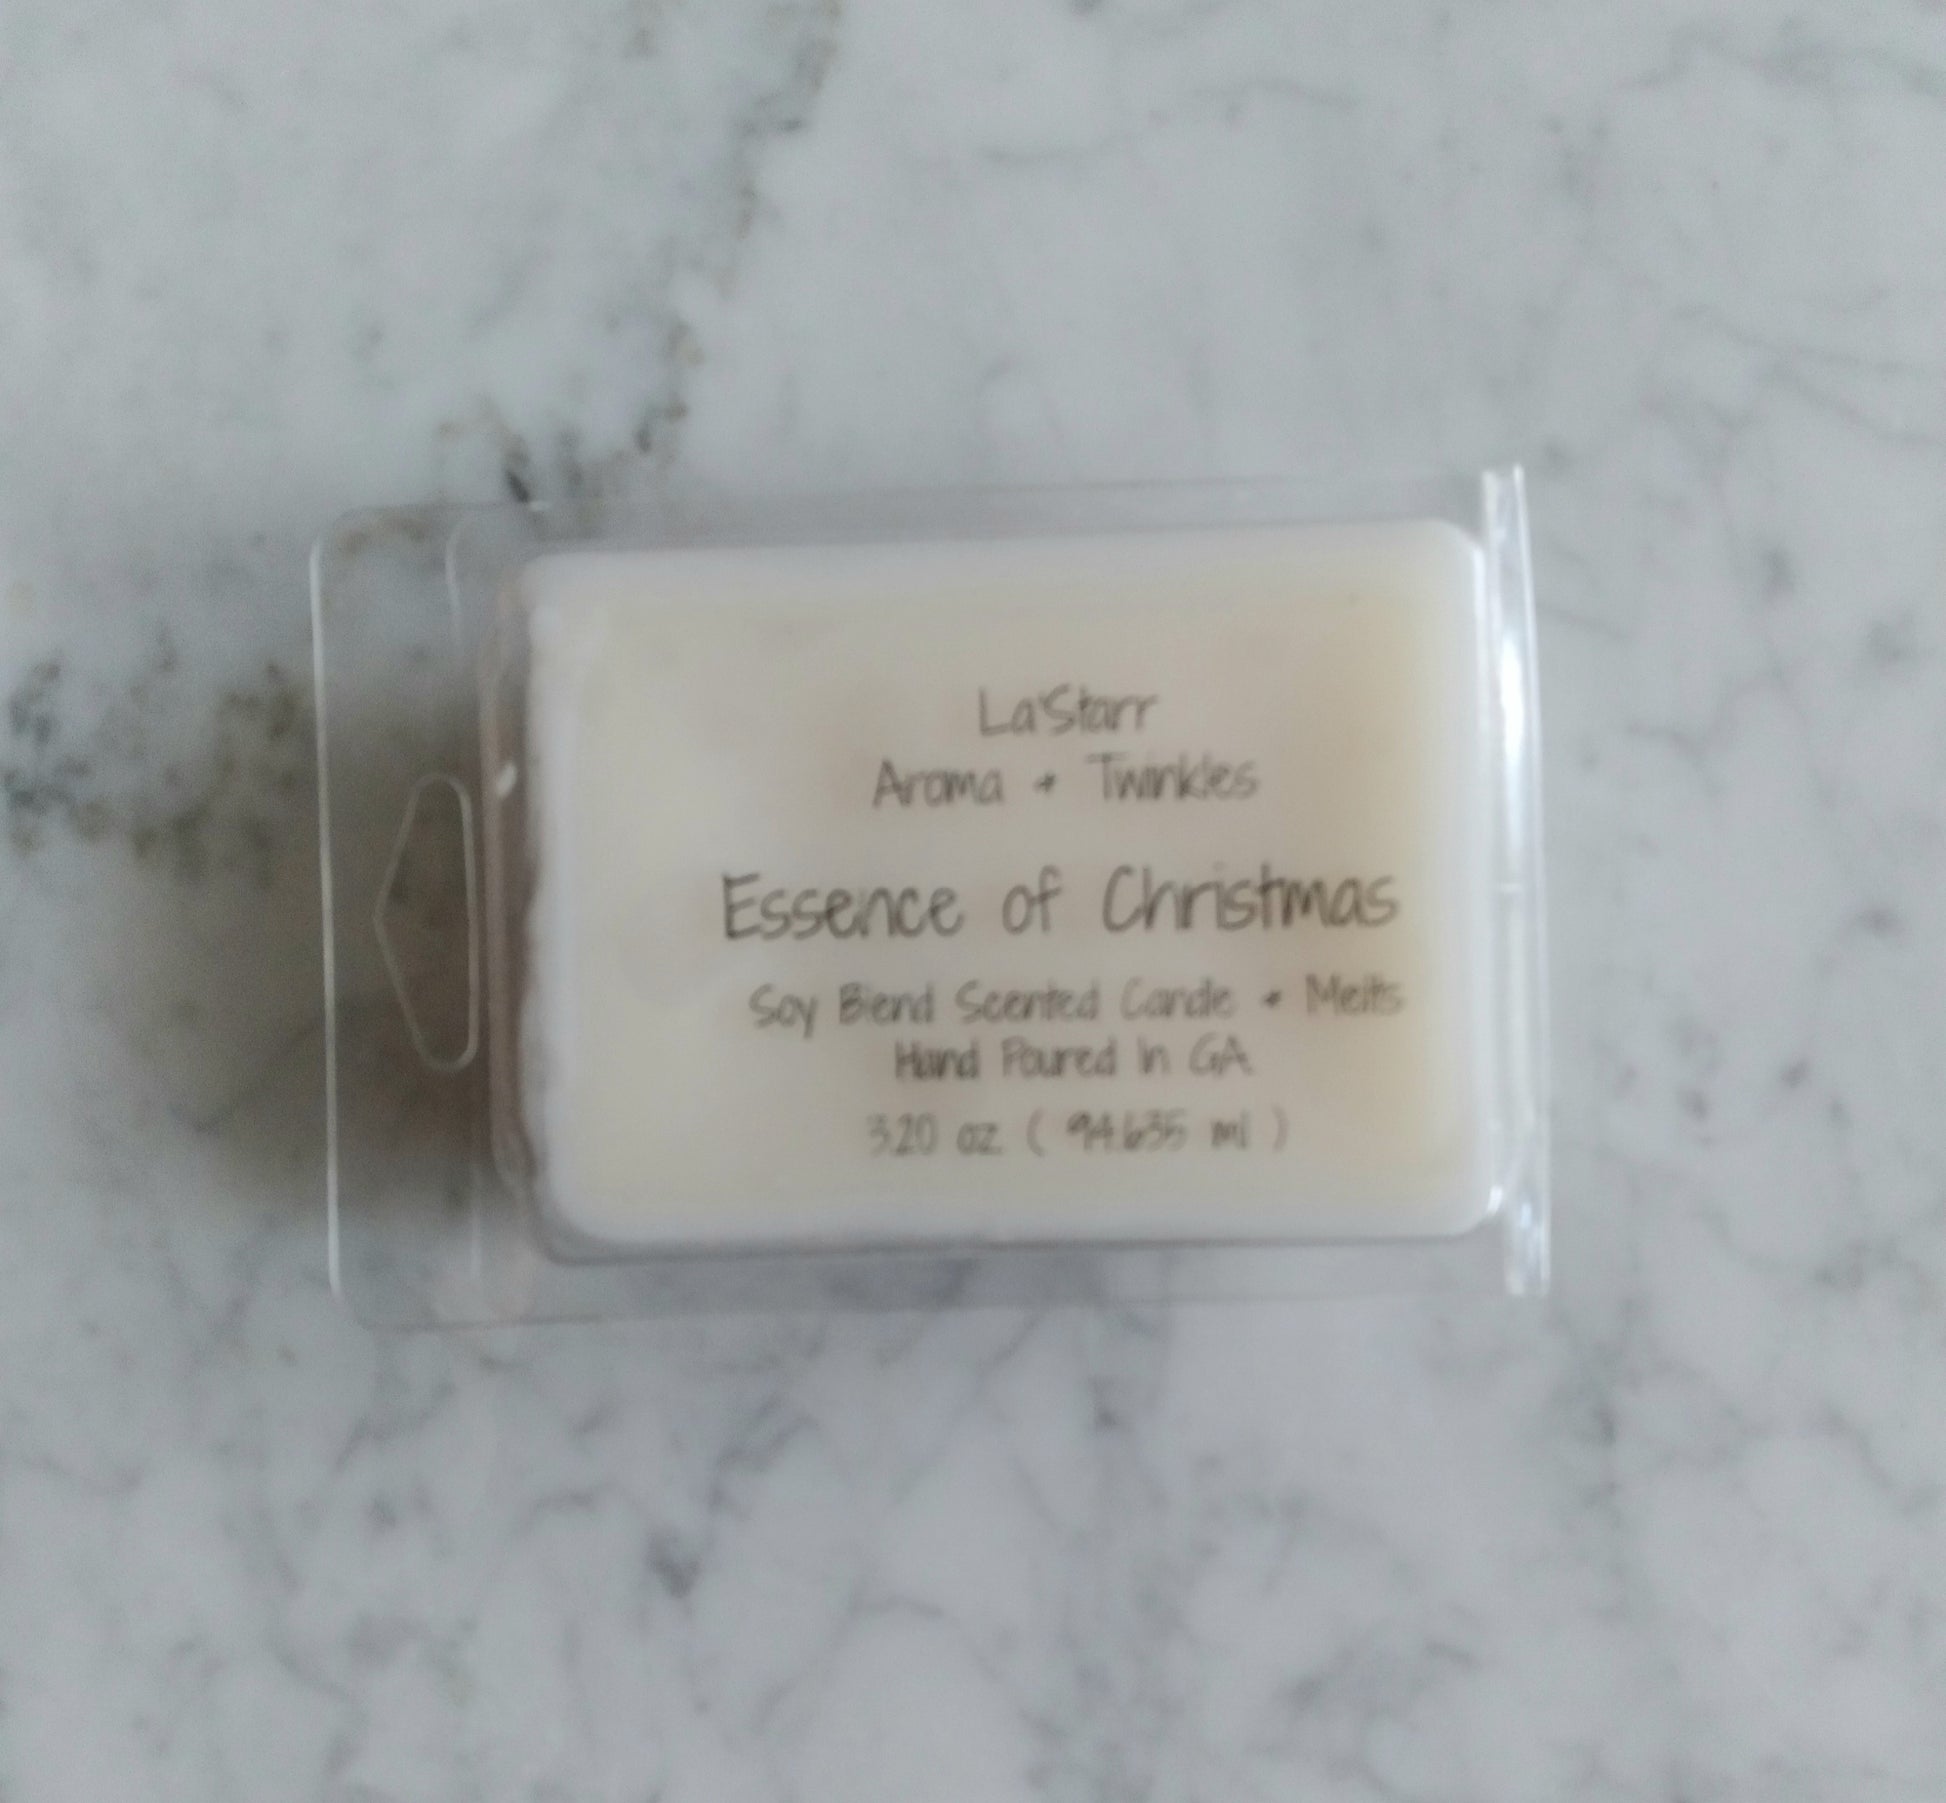 La'Starr
Aroma + Twinkles
Essence of Christmas
Soy Blend Scented Candle + Melts
Hand Poured In GA
3.20 oz ( 94.635 ml )